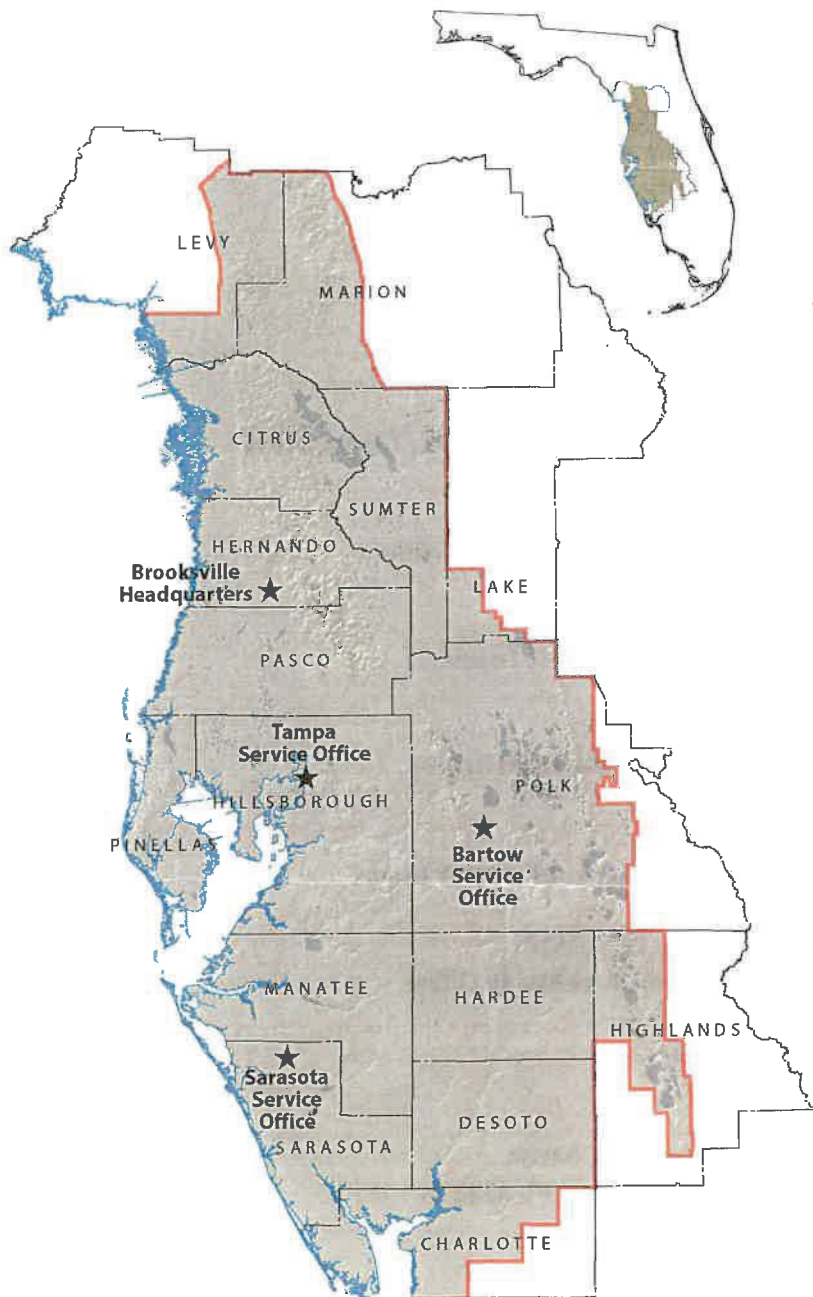 LEVY
MARION
CITRUS
SUMTER
HERNANDO
Brooksville
Headquarters
LAKE
PASCO
Tampa
Service Office
HILLSBOROUGH
POLK
PINELLAS
Bartow
Service
Office
MANATEE
HARDEE
HIGHLANDS
Sarasota
Service
Office
DESOTO
SARASOTA
CHARLOTTE